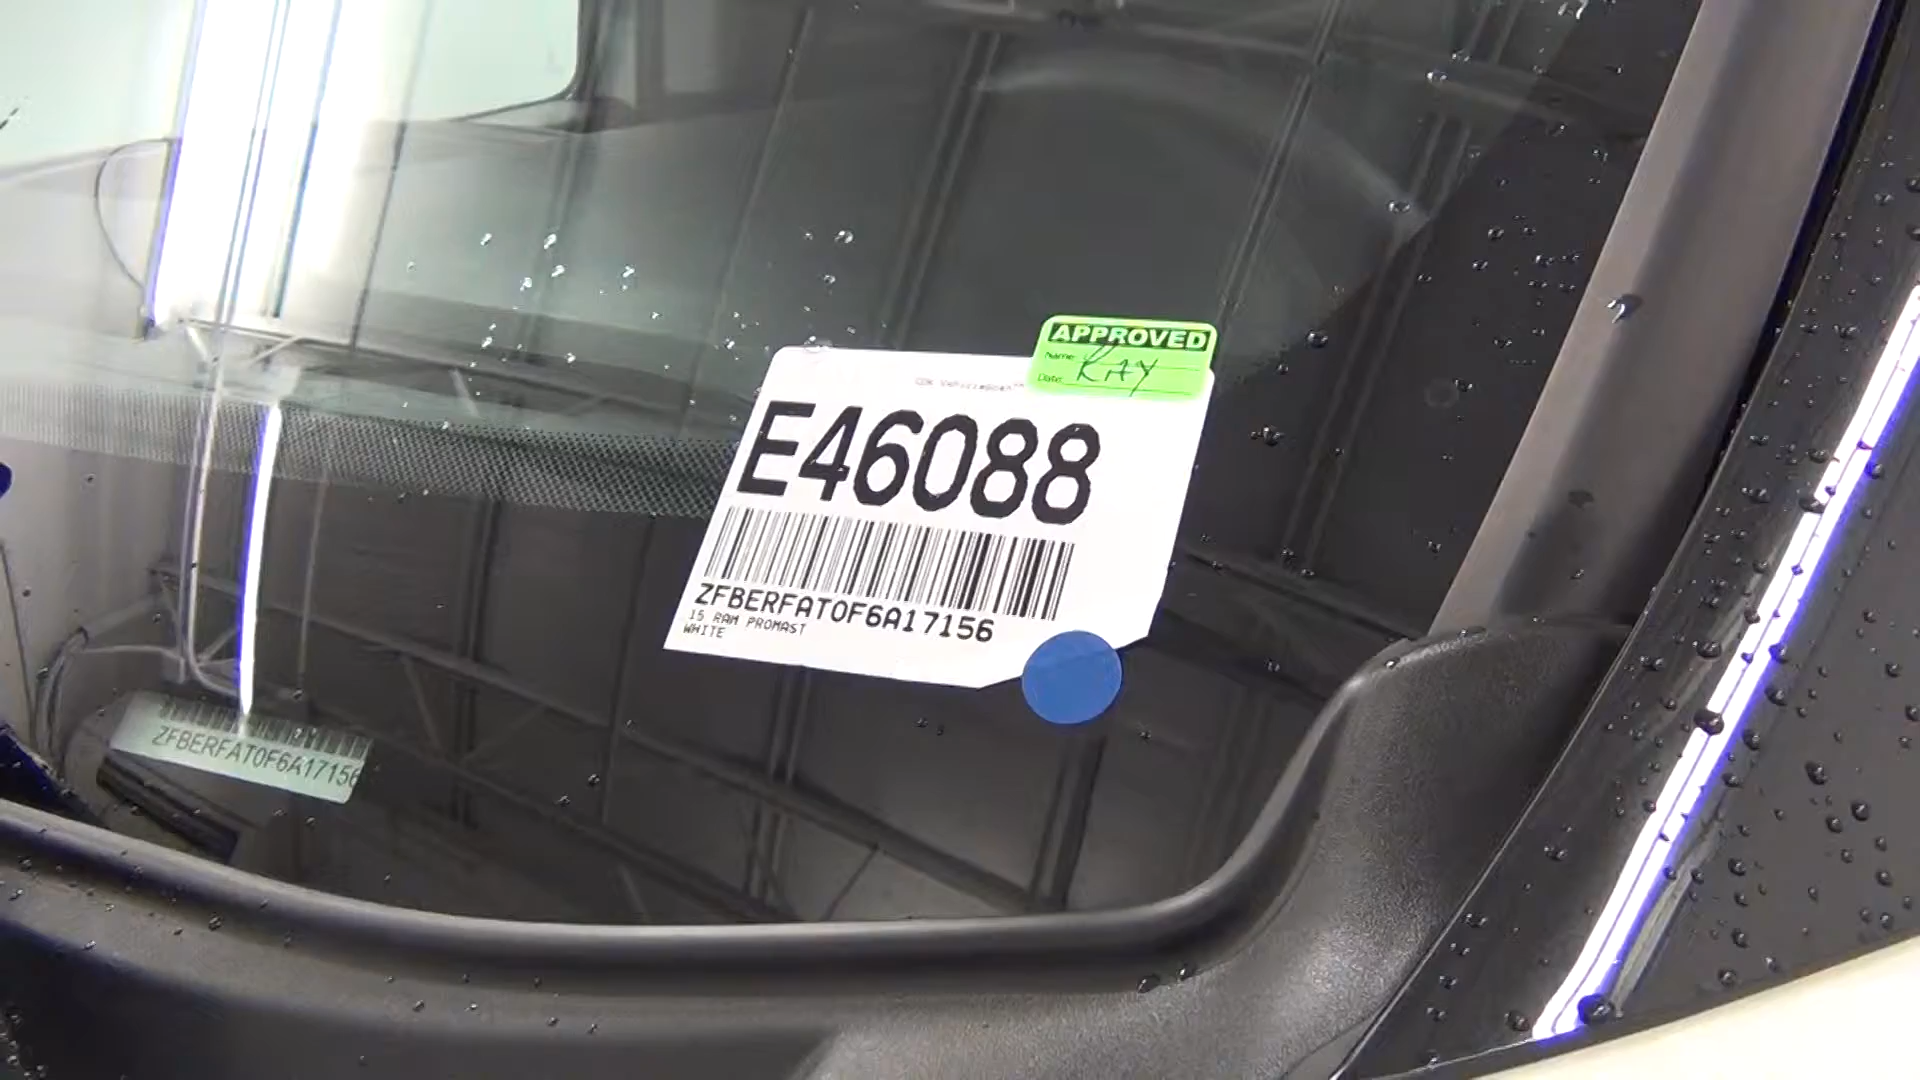 APPROVED
Name: RAY
Date:
E46088
ZFBERFAT0F6A17156
15 RAM PROMAST
WHITE
ZFBERFAT0F6A17156